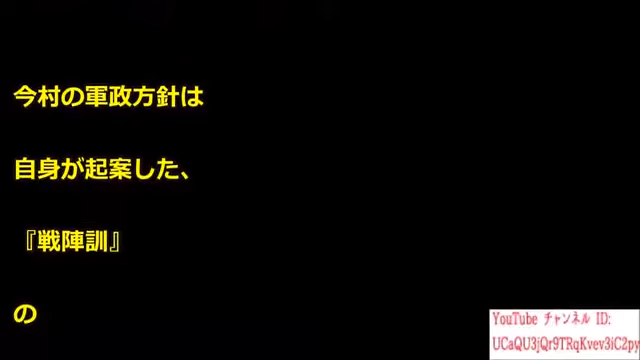 今村の軍政方針は
自身が起案した、
『戦陣訓』
の
YouTube チャンネル ID:
UCaQU3jQr9TRqKvev3iC2py